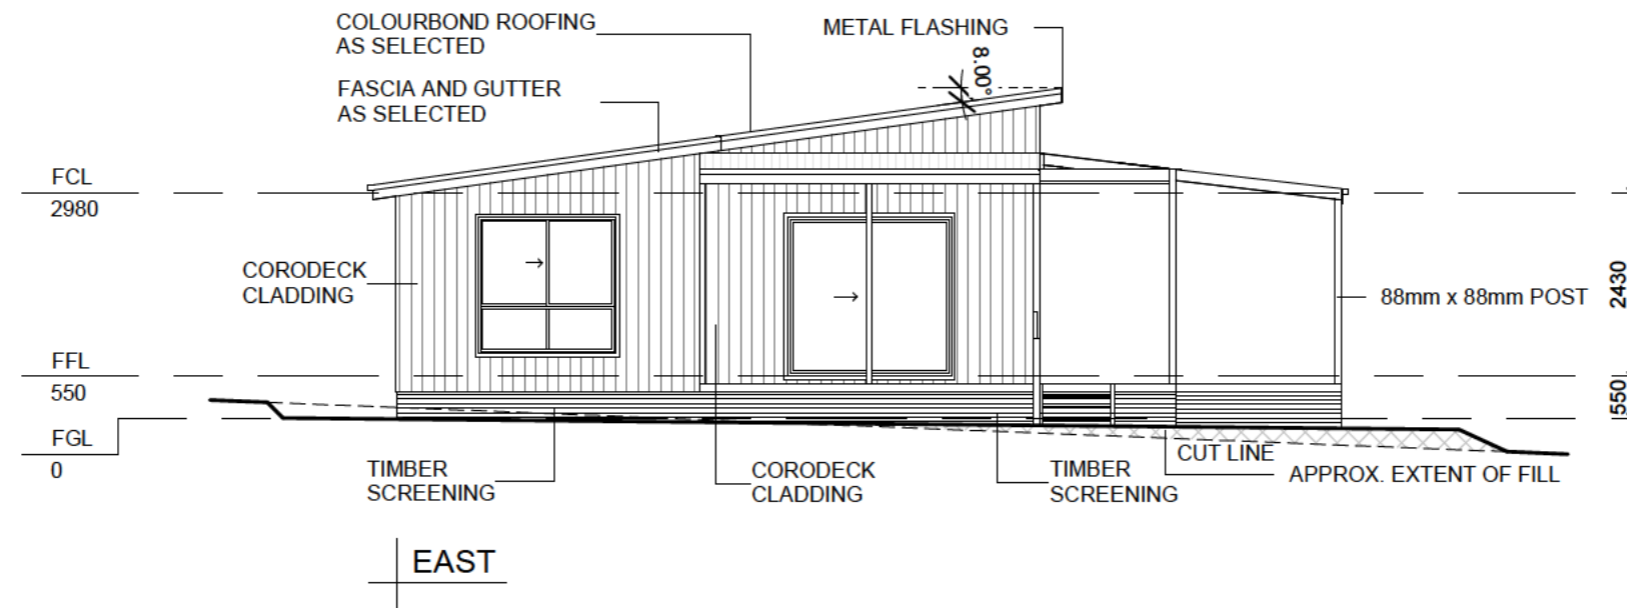 COLOURBOND ROOFING
AS SELECTED
METAL FLASHING
8.00°
FASCIA AND GUTTER
AS SELECTED
FCL
2980
CORODECK
CLADDING
88mm x 88mm POST
2430
FFL
550
550
FGL
0
TIMBER
SCREENING
CORODECK
CLADDING
TIMBER
SCREENING
CUT LINE
APPROX. EXTENT OF FILL
EAST